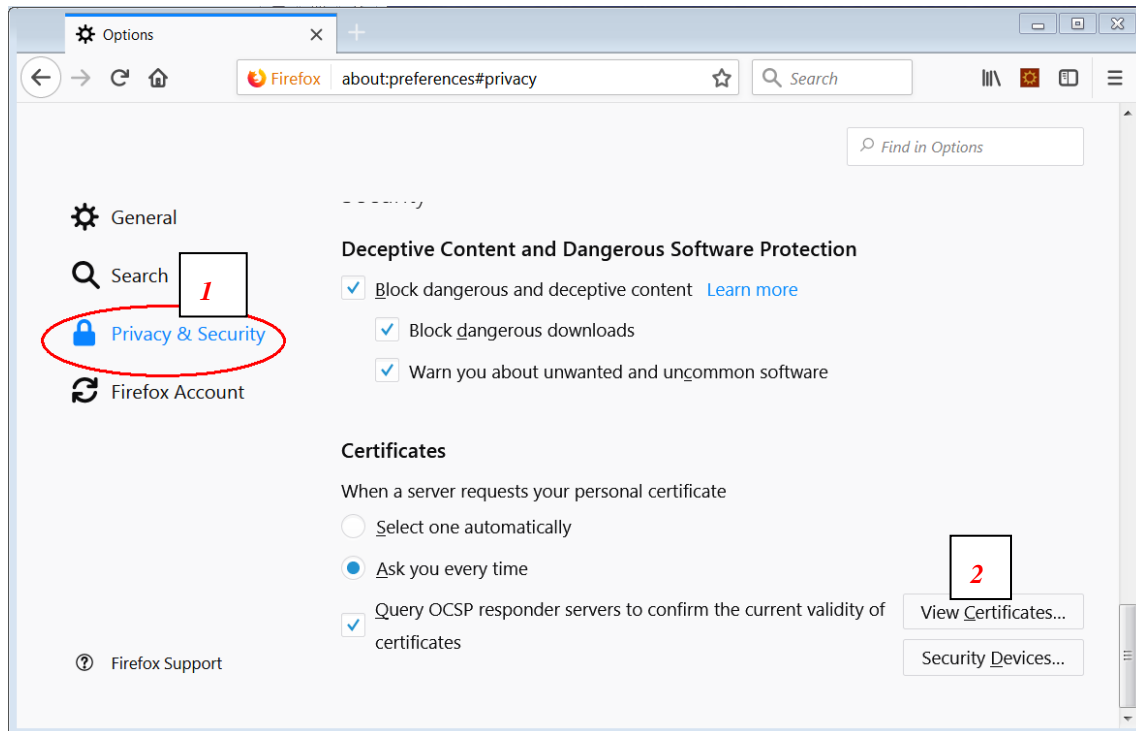 Options
Firefox
about:preferences#privacy
Search
Find in Options
General
Search
1
Privacy & Security
Firefox Account
Firefox Support
Security
Deceptive Content and Dangerous Software Protection
Block dangerous and deceptive content Learn more
Block dangerous downloads
Warn you about unwanted and uncommon software
Certificates
When a server requests your personal certificate
Select one automatically
Ask you every time
Query OCSP responder servers to confirm the current validity of
certificates
2
View Certificates...
Security Devices...